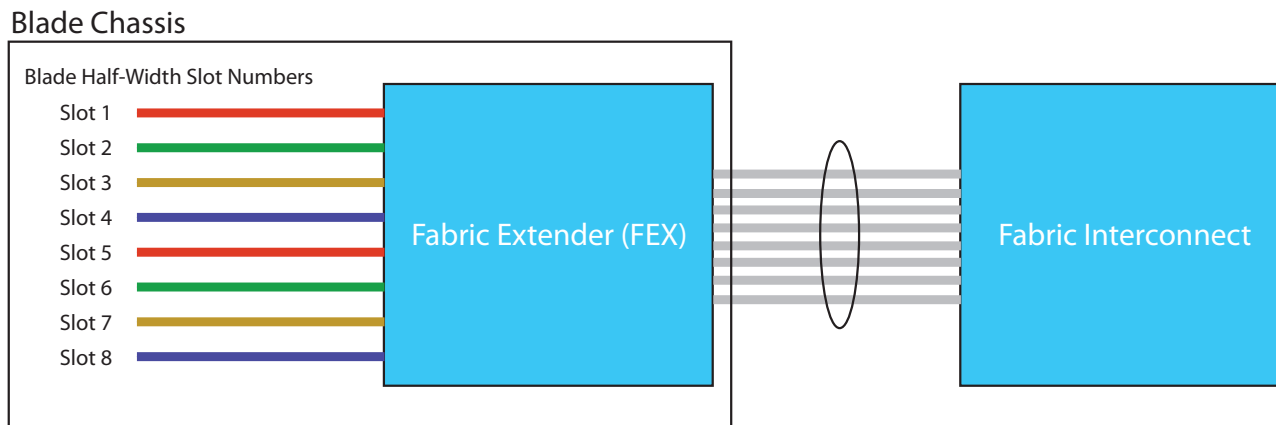 Blade Chassis
Blade Half-Width Slot Numbers
Slot 1
Slot 2
Slot 3
Slot 4
Slot 5
Slot 6
Slot 7
Slot 8
Fabric Extender (FEX)
Fabric Interconnect